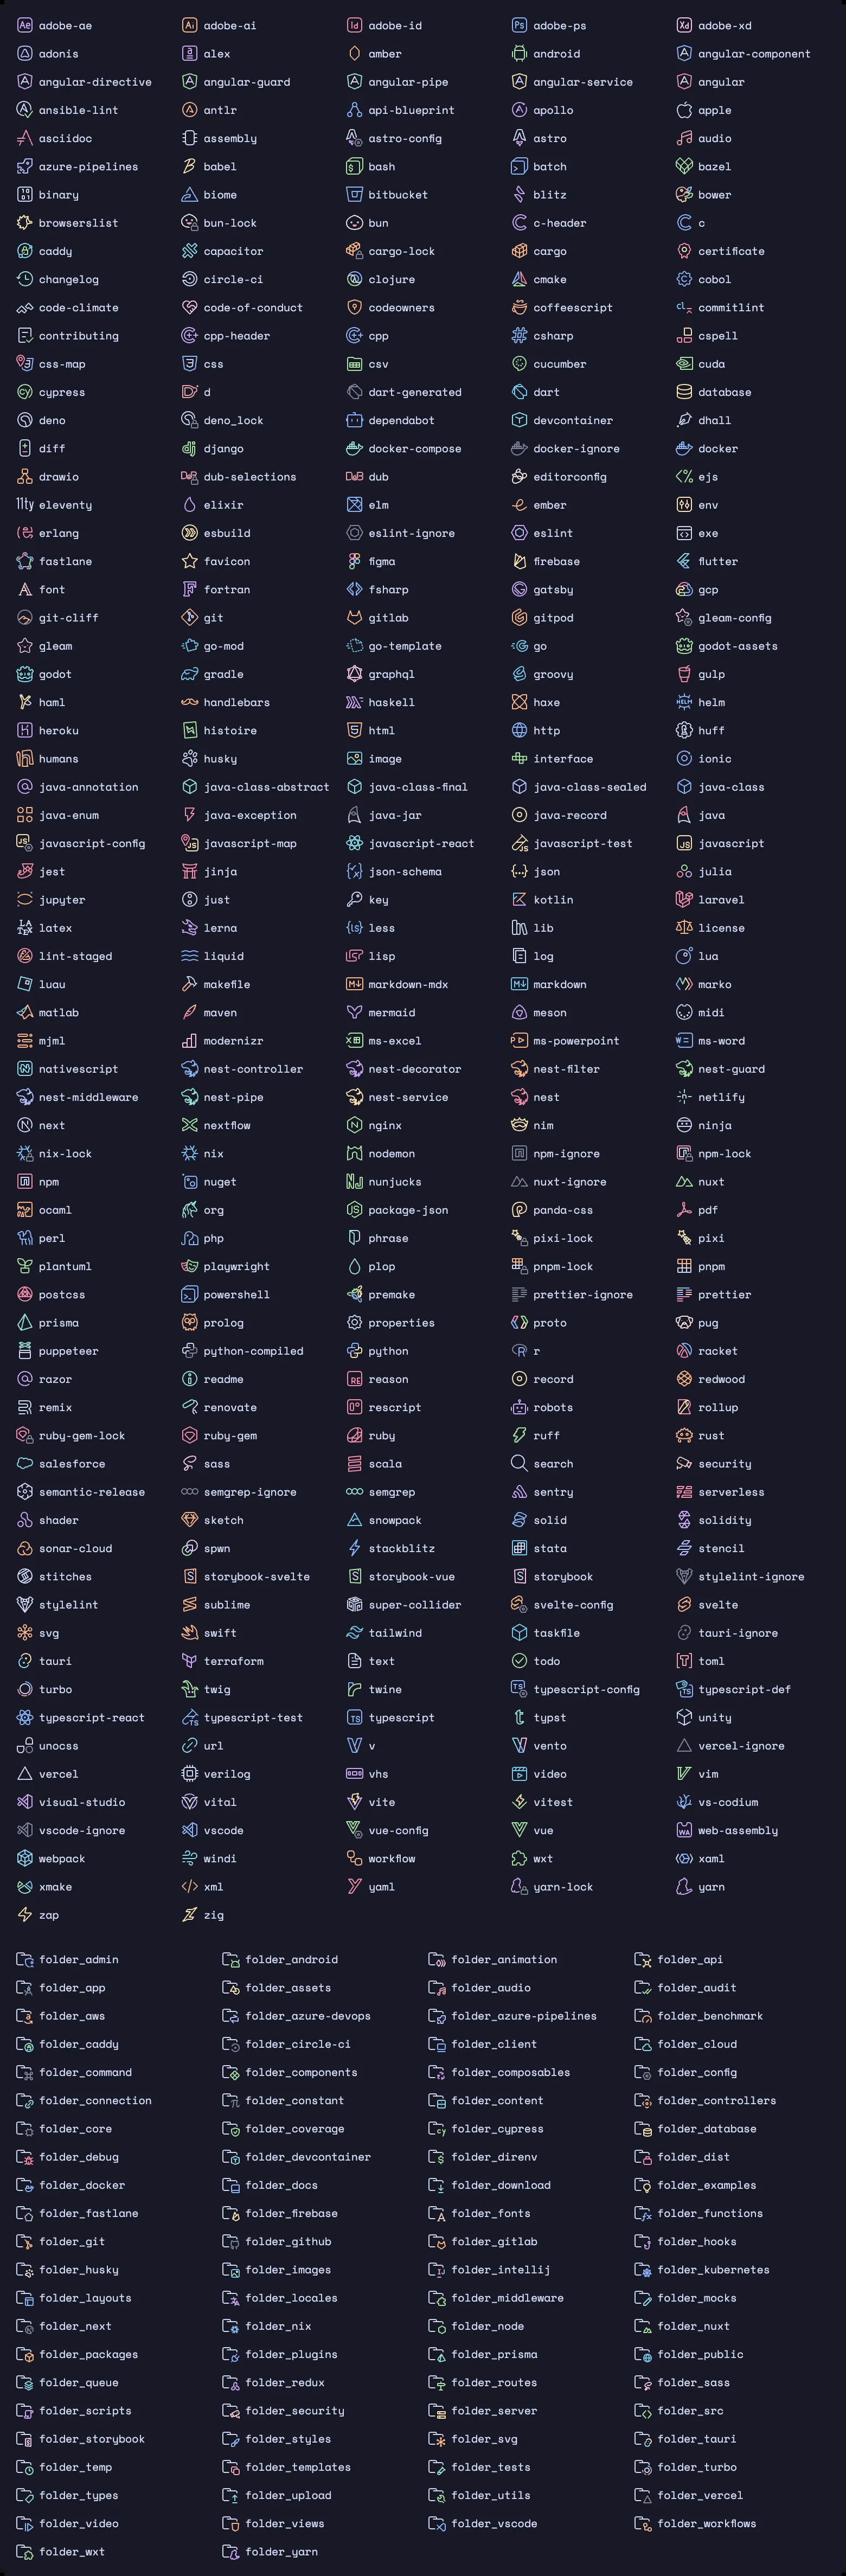 adobe-ae adobe-ai adobe-id adobe-ps adobe-xd
adonis alex amber android angular-component
angular-directive angular-guard angular-pipe angular-service angular
ansible-lint antlr api-blueprint apollo apple
asciidoc assembly astro-config astro audio
azure-pipelines babel bash batch bazel
binary biome bitbucket blitz bower
browserslist bun-lock bun c-header c
caddy capacitor cargo-lock cargo certificate
changelog circle-ci clojure cmake cobol
code-climate code-of-conduct codeowners coffeescript commitlint
contributing cpp-header cpp csharp cspell
css-map css csv cucumber cuda
cypress d dart-generated dart database
deno deno_lock dependabot devcontainer dhall
diff django docker-compose docker-ignore docker
drawio dub-selections dub editorconfig ejs
eleventy elixir elm ember env
erlang esbuild eslint-ignore eslint exe
fastlane favicon figma firebase flutter
font fortran fsharp gatsby gcp
git-cliff git gitlab gitpod gleam-config
gleam go-mod go-template go godot-assets
godot gradle graphql groovy gulp
haml handlebars haskell haxe helm
heroku histoire html http huff
humans husky image interface ionic
java-annotation java-class-abstract java-class-final java-class-sealed java-class
java-enum java-exception java-jar java-record java
javascript-config javascript-map javascript-react javascript-test javascript
jest jinja json-schema json julia
jupyter just key kotlin laravel
latex lerna less lib license
lint-staged liquid lisp log lua
luau makefile markdown-mdx markdown marko
matlab maven mermaid meson midi
mjml modernizr ms-excel ms-powerpoint ms-word
nativescript nest-controller nest-decorator nest-filter nest-guard
nest-middleware nest-pipe nest-service nest netlify
next nextflow nginx nim ninja
nix-lock nix nodemon npm-ignore npm-lock
npm nuget nunjucks nuxt-ignore nuxt
ocaml org package-json panda-css pdf
perl php phrase pixi-lock pixi
plantuml playwright plop pnpm-lock pnpm
postcss powershell premake prettier-ignore prettier
prisma prolog properties proto pug
puppeteer python-compiled python r racket
razor readme reason record redwood
remix renovate rescript robots rollup
ruby-gem-lock ruby-gem ruby ruff rust
salesforce sass scala search security
semantic-release semgrep-ignore semgrep sentry serverless
shader sketch snowpack solid solidity
sonar-cloud spwn stackblitz stata stencil
stitches storybook-svelte storybook-vue storybook stylelint-ignore
stylelint sublime super-collider svelte-config svelte
svg swift tailwind taskfile tauri-ignore
tauri terraform text todo toml
turbo twig twine typescript-config typescript-def
typescript-react typescript-test typescript typst unity
unocss url v vento vercel-ignore
vercel verilog vhs video vim
visual-studio vital vite vitest vs-codium
vscode-ignore vscode vue-config vue web-assembly
webpack windi workflow wxt xaml
xmake xml yaml yarn-lock yarn
zap zig
folder_admin folder_android folder_animation folder_api
folder_app folder_assets folder_audio folder_audit
folder_aws folder_azure-devops folder_azure-pipelines folder_benchmark
folder_caddy folder_circle-ci folder_client folder_cloud
folder_command folder_components folder_composables folder_config
folder_connection folder_constant folder_content folder_controllers
folder_core folder_coverage folder_cypress folder_database
folder_debug folder_devcontainer folder_direnv folder_dist
folder_docker folder_docs folder_download folder_examples
folder_fastlane folder_firebase folder_fonts folder_functions
folder_git folder_github folder_gitlab folder_hooks
folder_husky folder_images folder_intellij folder_kubernetes
folder_layouts folder_locales folder_middleware folder_mocks
folder_next folder_nix folder_node folder_nuxt
folder_packages folder_plugins folder_prisma folder_public
folder_queue folder_redux folder_routes folder_sass
folder_scripts folder_security folder_server folder_src
folder_storybook folder_styles folder_svg folder_tauri
folder_temp folder_templates folder_tests folder_turbo
folder_types folder_upload folder_utils folder_vercel
folder_video folder_views folder_vscode folder_workflows
folder_wxt folder_yarn